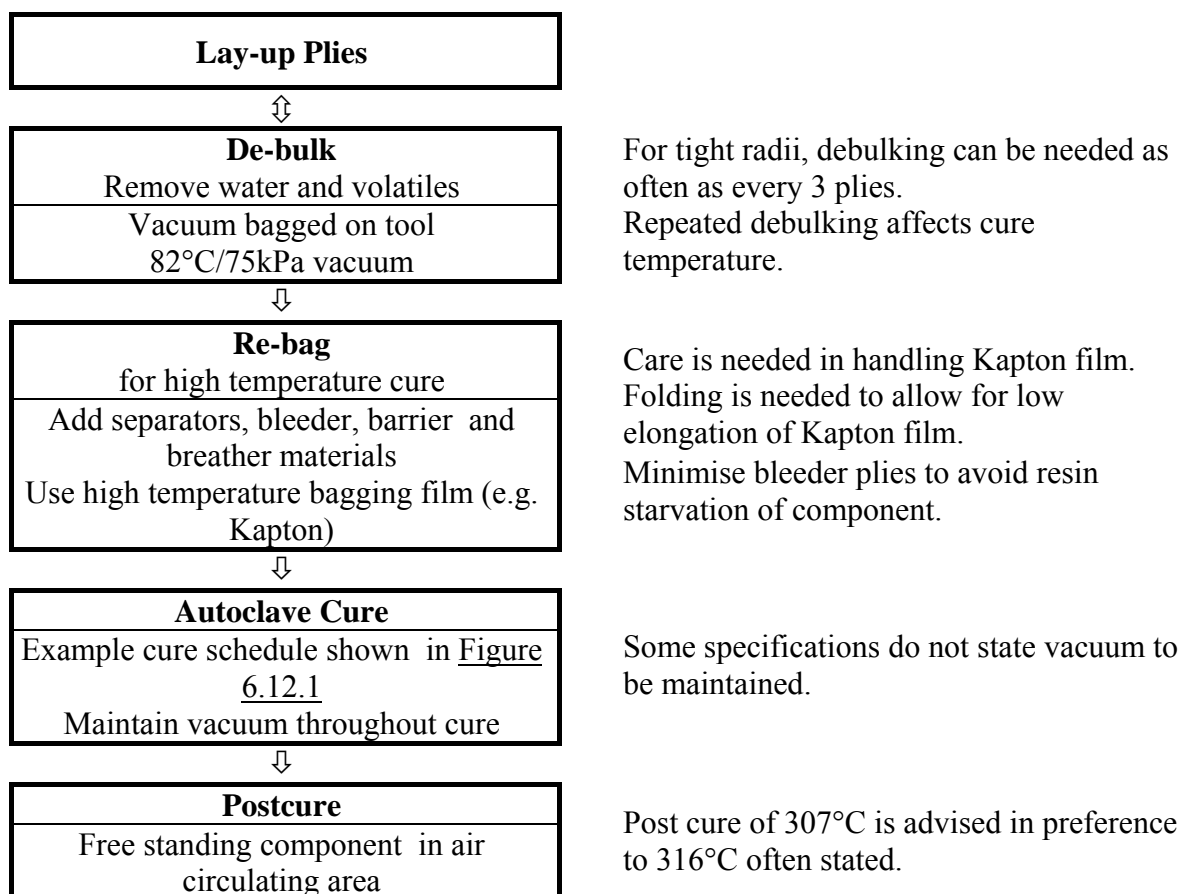 Lay-up Plies
⇕
De-bulk
Remove water and volatiles
Vacuum bagged on tool
82°C/75kPa vacuum
For tight radii, debulking can be needed as
often as every 3 plies.
Repeated debulking affects cure
temperature.
⇩
Re-bag
for high temperature cure
Add separators, bleeder, barrier and
breather materials
Use high temperature bagging film (e.g.
Kapton)
Care is needed in handling Kapton film.
Folding is needed to allow for low
elongation of Kapton film.
Minimise bleeder plies to avoid resin
starvation of component.
⇩
Autoclave Cure
Example cure schedule shown in Figure
6.12.1
Maintain vacuum throughout cure
Some specifications do not state vacuum to
be maintained.
⇩
Postcure
Free standing component in air
circulating area
Post cure of 307°C is advised in preference
to 316°C often stated.